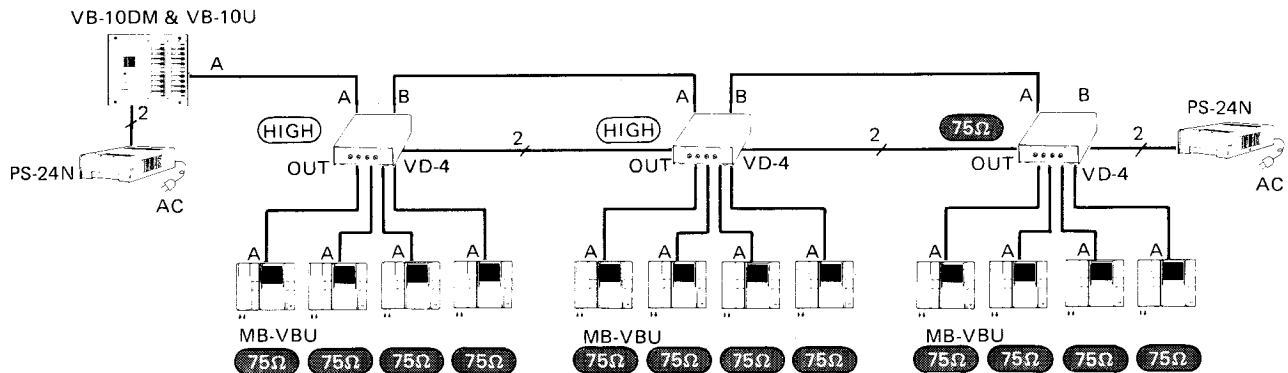 VB-10DM & VB-10U
A
A B A B A B
PS-24N
2
HIGH HIGH 75Ω
2 2 2
OUT VD-4 OUT VD-4 OUT VD-4
PS-24N
AC AC
A A A A A A A A A A A A
MB-VBU MB-VBU MB-VBU
75Ω 75Ω 75Ω 75Ω 75Ω 75Ω 75Ω 75Ω 75Ω 75Ω 75Ω 75Ω